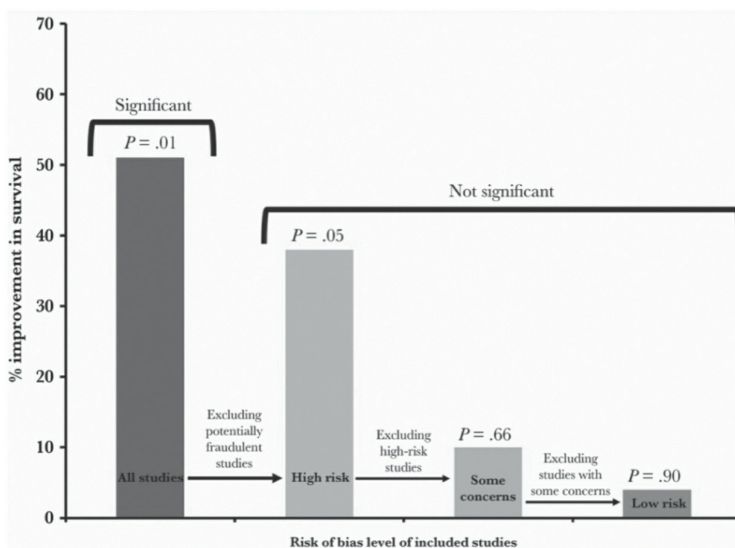 70
60
50
40
30
20
10
0
% improvement in survival
Significant
P = .01
Not significant
P = .05
P = .66
P = .90
All studies
Excluding
potentially
fraudulent
studies
High risk
Excluding
high-risk
studies
Some
concerns
Excluding
studies with
some concerns
Low risk
Risk of bias level of included studies